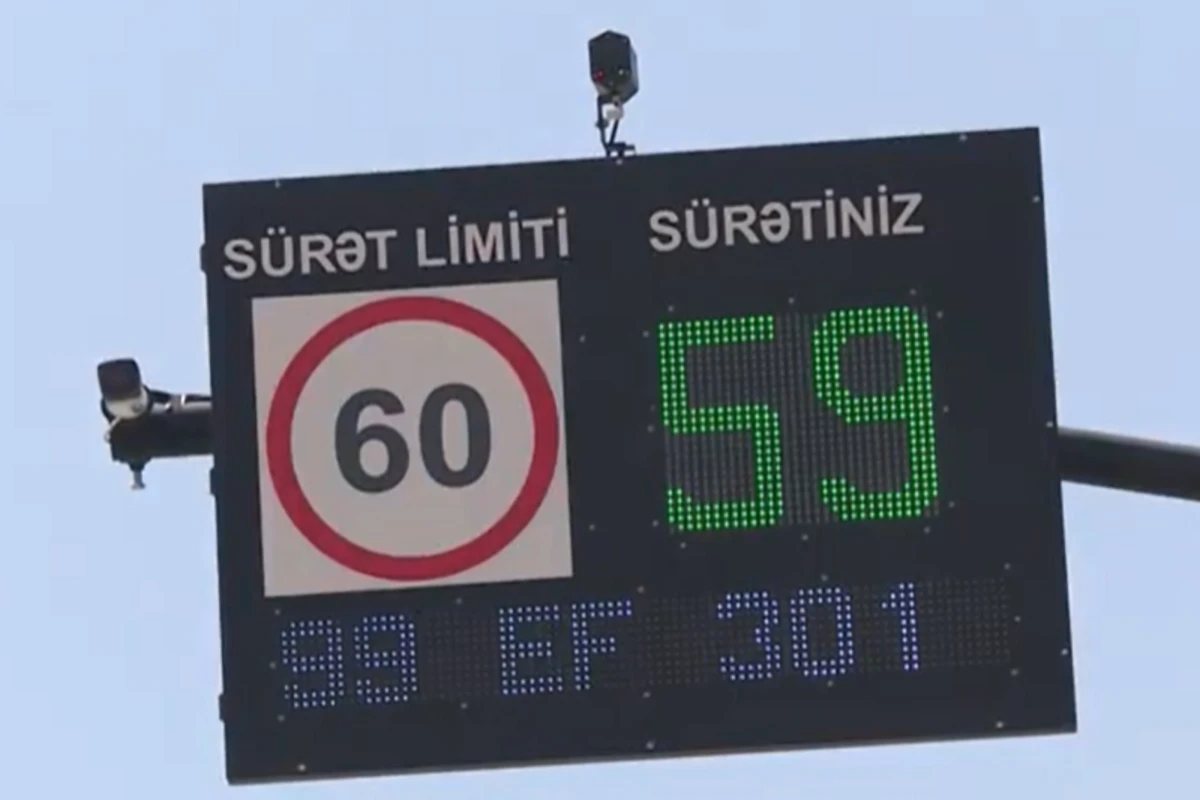 SÜRƏT LİMİTİ
SÜRƏTİNİZ
60
59
99 EF 301